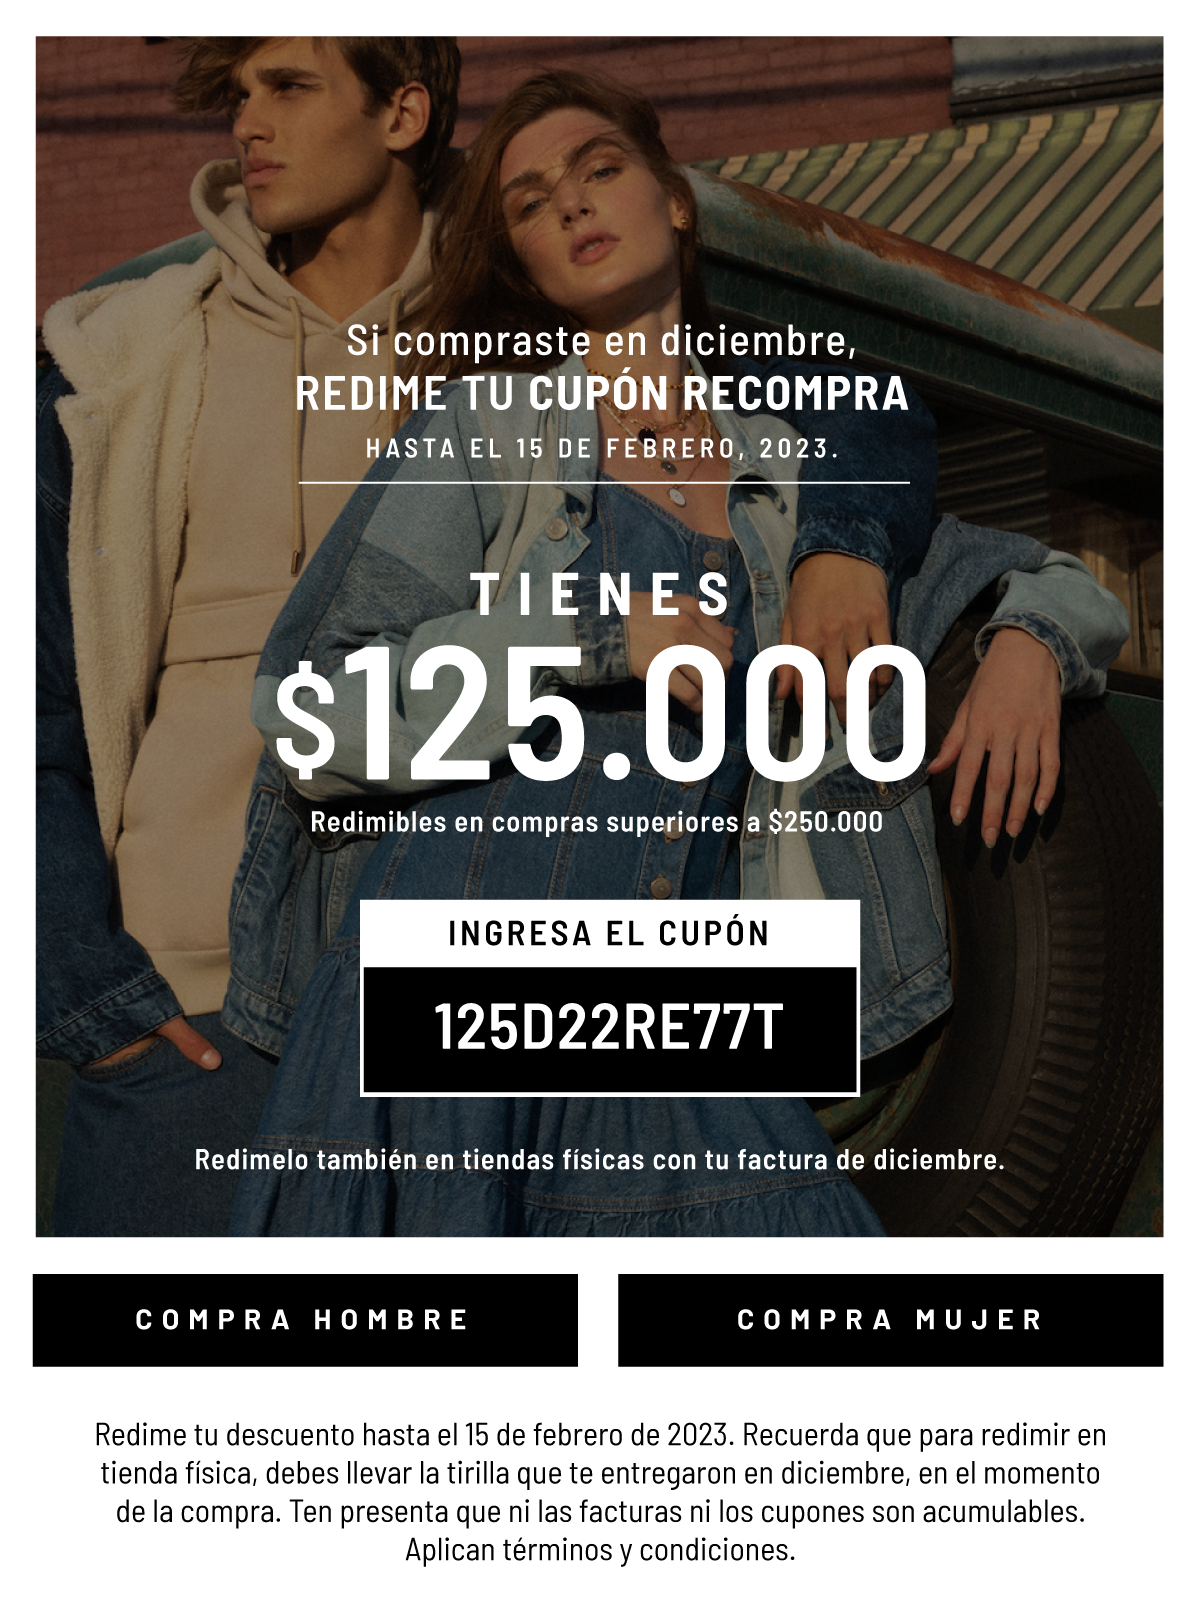 Si compraste en diciembre,
REDIME TU CUPÓN RECOMPRA
HASTA EL 15 DE FEBRERO, 2023.
TIENES
$125.000
Redimibles en compras superiores a $250.000
INGRESA EL CUPÓN
125D22RE77T
Redimelo también en tiendas físicas con tu factura de diciembre.
COMPRA HOMBRE
COMPRA MUJER
Redime tu descuento hasta el 15 de febrero de 2023. Recuerda que para redimir en
tienda física, debes llevar la tirilla que te entregaron en diciembre, en el momento
de la compra. Ten presenta que ni las facturas ni los cupones son acumulables.
Aplican términos y condiciones.